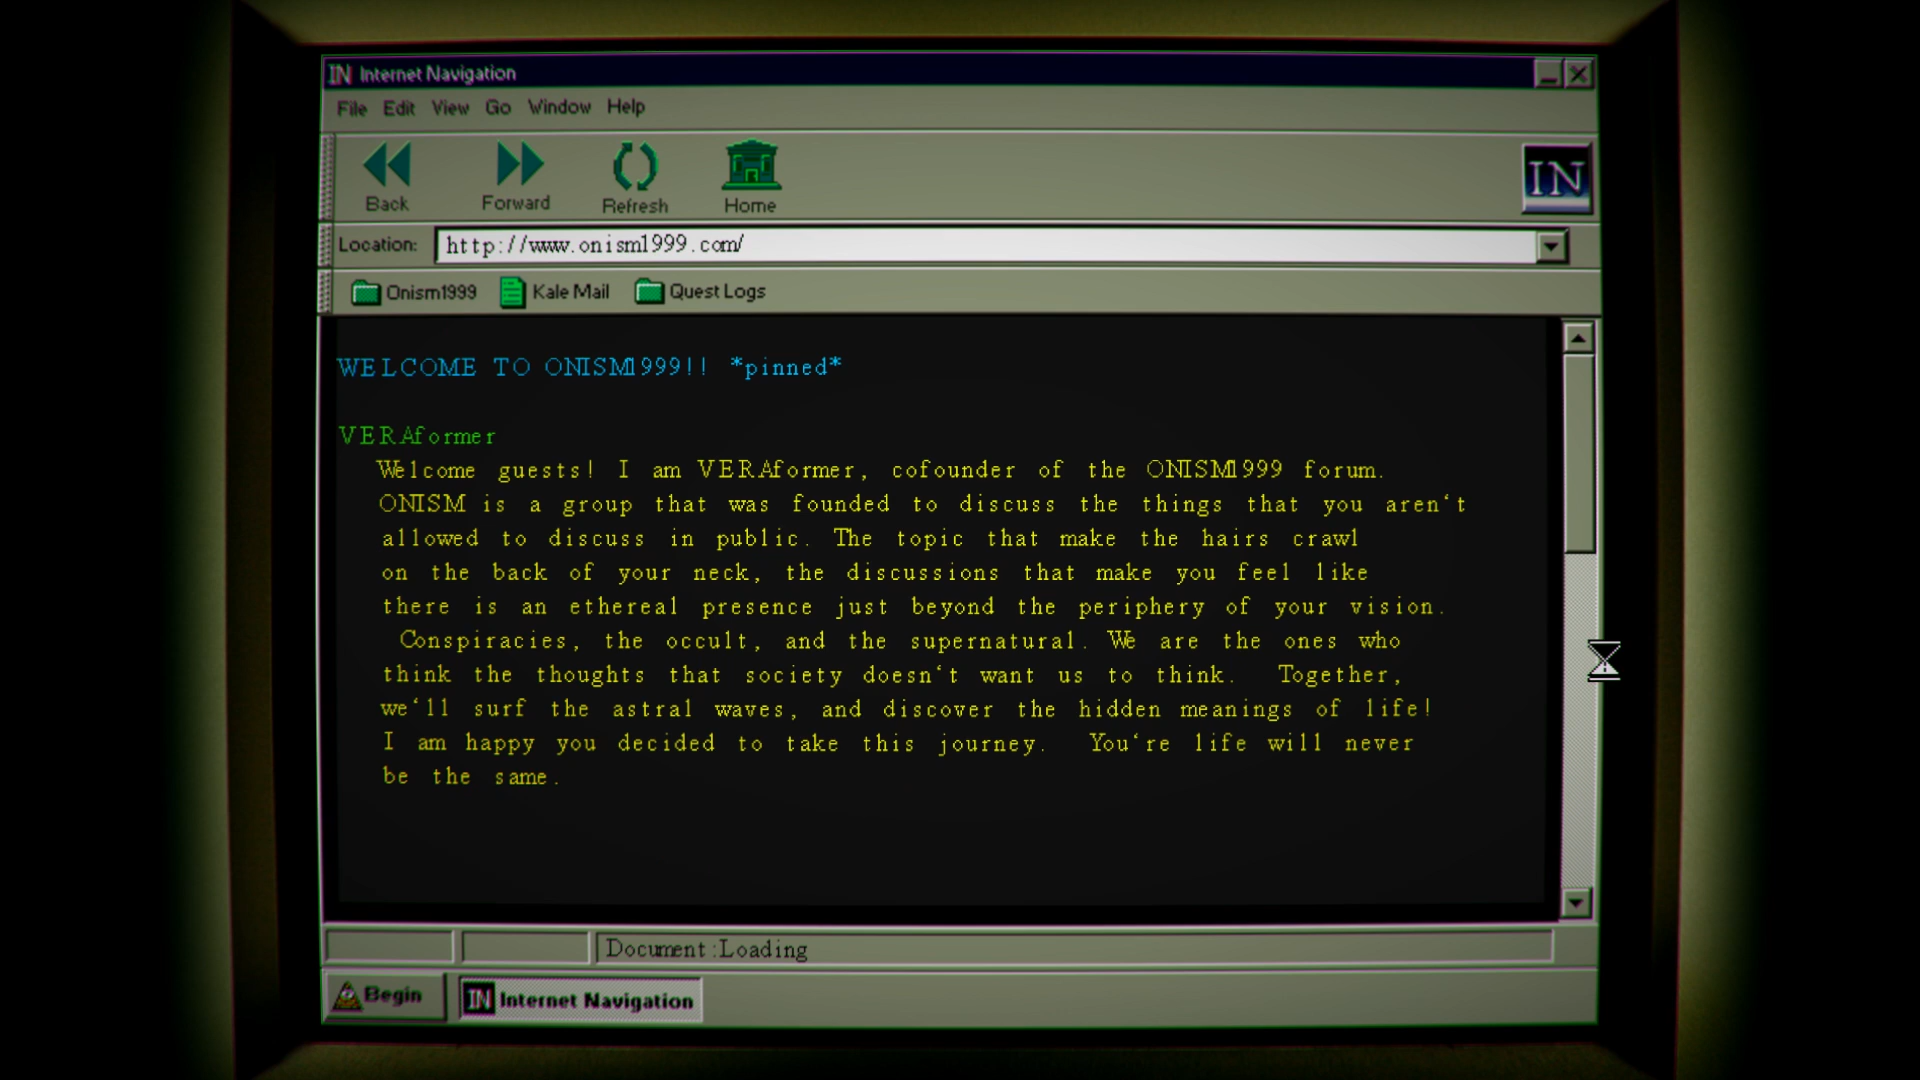 IN Internet Navigation
File Edit View Go Window Help
Back Forward Refresh Home
IN
Location: http://www.onism1999.com/
Onism1999 Kale Mail Quest Logs
WELCOME TO ONISM1999!! *pinned*
VERAformer
Welcome guests! I am VERAformer, cofounder of the ONISM1999 forum.
ONISM is a group that was founded to discuss the things that you aren't
allowed to discuss in public. The topic that make the hairs crawl
on the back of your neck, the discussions that make you feel like
there is an ethereal presence just beyond the periphery of your vision.
Conspiracies, the occult, and the supernatural. We are the ones who
think the thoughts that society doesn't want us to think. Together,
we'll surf the astral waves, and discover the hidden meanings of life!
I am happy you decided to take this journey. You're life will never
be the same.
Document:Loading
Begin IN Internet Navigation